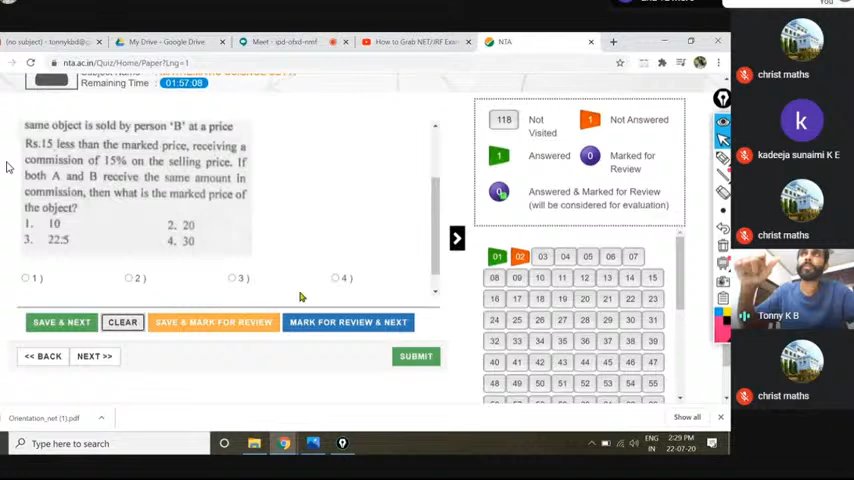 You
(no subject) - tonnykbd@g
My Drive - Google Drive
Meet - ipd-ofxd-nmf
How to Grab NET/JRF Exa
NTA
nta.ac.in/Quiz/Home/Paper?Lng=1
Remaining Time : 01:57:08
same object is sold by person 'B' at a price
Rs.15 less than the marked price, receiving a
commission of 15% on the selling price. If
both A and B receive the same amount in
commission, then what is the marked price of
the object?
1. 10 2. 20
3. 22.5 4. 30
1 ) 2 ) 3 ) 4 )
SAVE & NEXT CLEAR SAVE & MARK FOR REVIEW MARK FOR REVIEW & NEXT
<< BACK NEXT >> SUBMIT
118 Not Visited 1 Not Answered
1 Answered 0 Marked for Review
0 Answered & Marked for Review
(will be considered for evaluation)
01 02 03 04 05 06 07
08 09 10 11 12 13 14 15
16 17 18 19 20 21 22 23
24 25 26 27 28 29 30 31
32 33 34 35 36 37 38 39
40 41 42 43 44 45 46 47
48 49 50 51 52 53 54 55
christ maths
k
kadeeja sunaimi K E
christ maths
Tonny K B
christ maths
Orientation_net (1).pdf
Show all
Type here to search
ENG
IN
2:29 PM
22-07-20